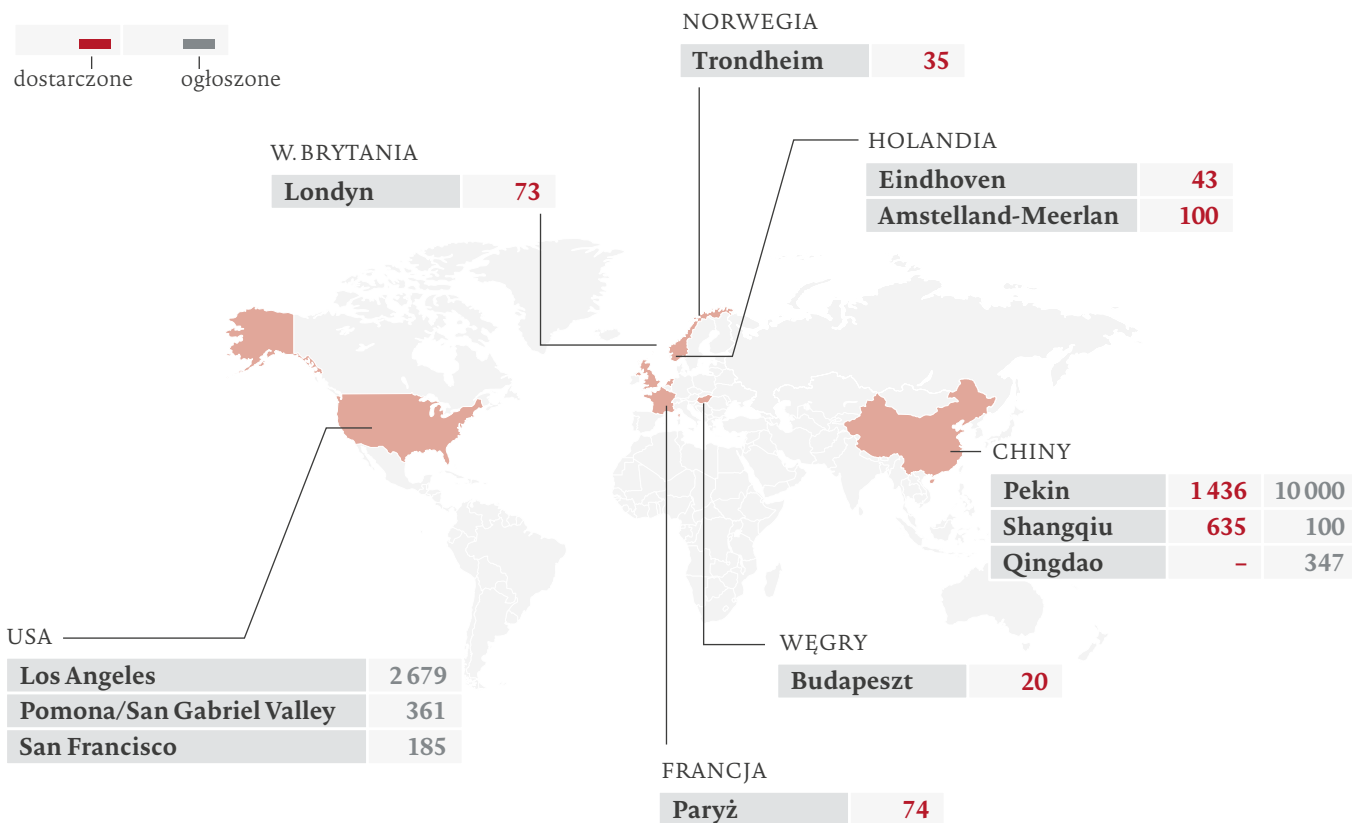 dostarczone ogłoszone
NORWEGIA
Trondheim 35
W. BRYTANIA
Londyn 73
HOLANDIA
Eindhoven 43
Amstelland-Meerlan 100
CHINY
Pekin 1 436 10 000
Shangqiu 635 100
Qingdao – 347
USA
Los Angeles 2 679
Pomona/San Gabriel Valley 361
San Francisco 185
WĘGRY
Budapeszt 20
FRANCJA
Paryż 74